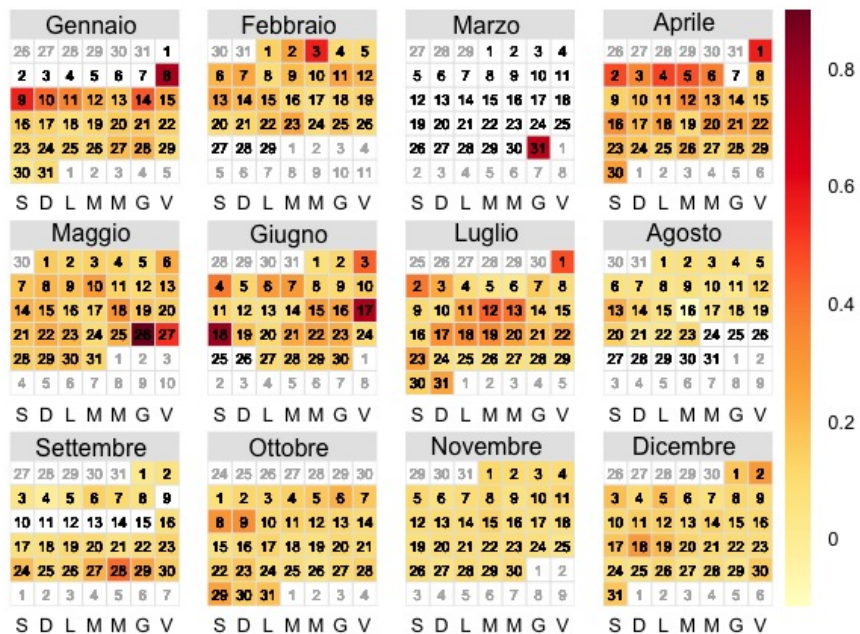 Gennaio
26 27 28 29 30 31 1
2 3 4 5 6 7 8
9 10 11 12 13 14 15
16 17 18 19 20 21 22
23 24 25 26 27 28 29
30 31 1 2 3 4 5
S D L M M G V
Febbraio
30 31 1 2 3 4 5
6 7 8 9 10 11 12
13 14 15 16 17 18 19
20 21 22 23 24 25 26
27 28 29 1 2 3 4
5 6 7 8 9 10 11
S D L M M G V
Marzo
27 28 29 1 2 3 4
5 6 7 8 9 10 11
12 13 14 15 16 17 18
19 20 21 22 23 24 25
26 27 28 29 30 31 1
2 3 4 5 6 7 8
S D L M M G V
Aprile
26 27 28 29 30 31 1
2 3 4 5 6 7 8
9 10 11 12 13 14 15
16 17 18 19 20 21 22
23 24 25 26 27 28 29
30 1 2 3 4 5 6
S D L M M G V
Maggio
30 1 2 3 4 5 6
7 8 9 10 11 12 13
14 15 16 17 18 19 20
21 22 23 24 25 26 27
28 29 30 31 1 2 3
4 5 6 7 8 9 10
S D L M M G V
Giugno
28 29 30 31 1 2 3
4 5 6 7 8 9 10
11 12 13 14 15 16 17
18 19 20 21 22 23 24
25 26 27 28 29 30 1
2 3 4 5 6 7 8
S D L M M G V
Luglio
25 26 27 28 29 30 1
2 3 4 5 6 7 8
9 10 11 12 13 14 15
16 17 18 19 20 21 22
23 24 25 26 27 28 29
30 31 1 2 3 4 5
S D L M M G V
Agosto
30 31 1 2 3 4 5
6 7 8 9 10 11 12
13 14 15 16 17 18 19
20 21 22 23 24 25 26
27 28 29 30 31 1 2
3 4 5 6 7 8 9
S D L M M G V
Settembre
27 28 29 30 31 1 2
3 4 5 6 7 8 9
10 11 12 13 14 15 16
17 18 19 20 21 22 23
24 25 26 27 28 29 30
1 2 3 4 5 6 7
S D L M M G V
Ottobre
24 25 26 27 28 29 30
1 2 3 4 5 6 7
8 9 10 11 12 13 14
15 16 17 18 19 20 21
22 23 24 25 26 27 28
29 30 31 1 2 3 4
S D L M M G V
Novembre
29 30 31 1 2 3 4
5 6 7 8 9 10 11
12 13 14 15 16 17 18
19 20 21 22 23 24 25
26 27 28 29 30 1 2
3 4 5 6 7 8 9
S D L M M G V
Dicembre
26 27 28 29 30 1 2
3 4 5 6 7 8 9
10 11 12 13 14 15 16
17 18 19 20 21 22 23
24 25 26 27 28 29 30
31 1 2 3 4 5 6
S D L M M G V
0.8
0.6
0.4
0.2
0